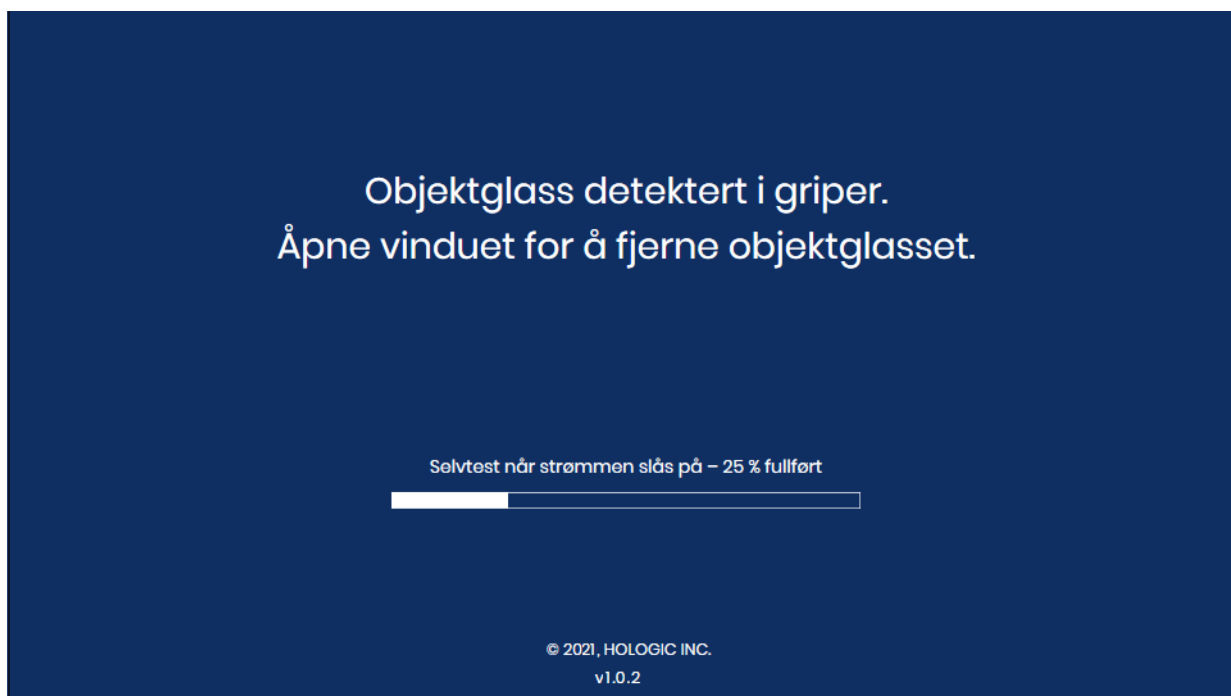 Objektglass detektert i griper.
Åpne vinduet for å fjerne objektglasset.
Selvtest når strømmen slås på – 25 % fullført
© 2021, HOLOGIC INC.
v1.0.2